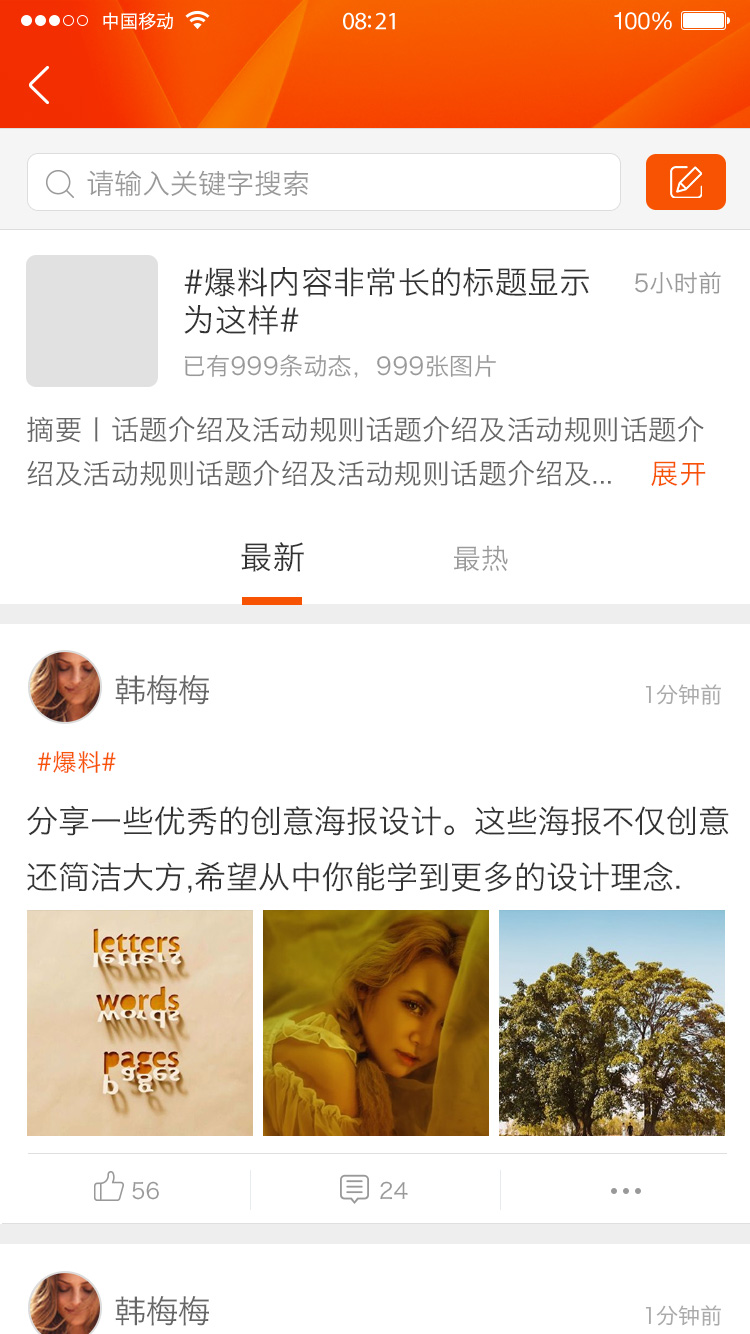 中国移动
08:21
100%
请输入关键字搜索
#爆料内容非常长的标题显示
为这样#
5小时前
已有999条动态，999张图片
摘要丨话题介绍及活动规则话题介绍及活动规则话题介
绍及活动规则话题介绍及活动规则话题介绍及...
展开
最新
最热
韩梅梅
1分钟前
#爆料#
分享一些优秀的创意海报设计。这些海报不仅创意
还简洁大方,希望从中你能学到更多的设计理念.
letters
letters
words
words
pages
pages
56
24
韩梅梅
1分钟前